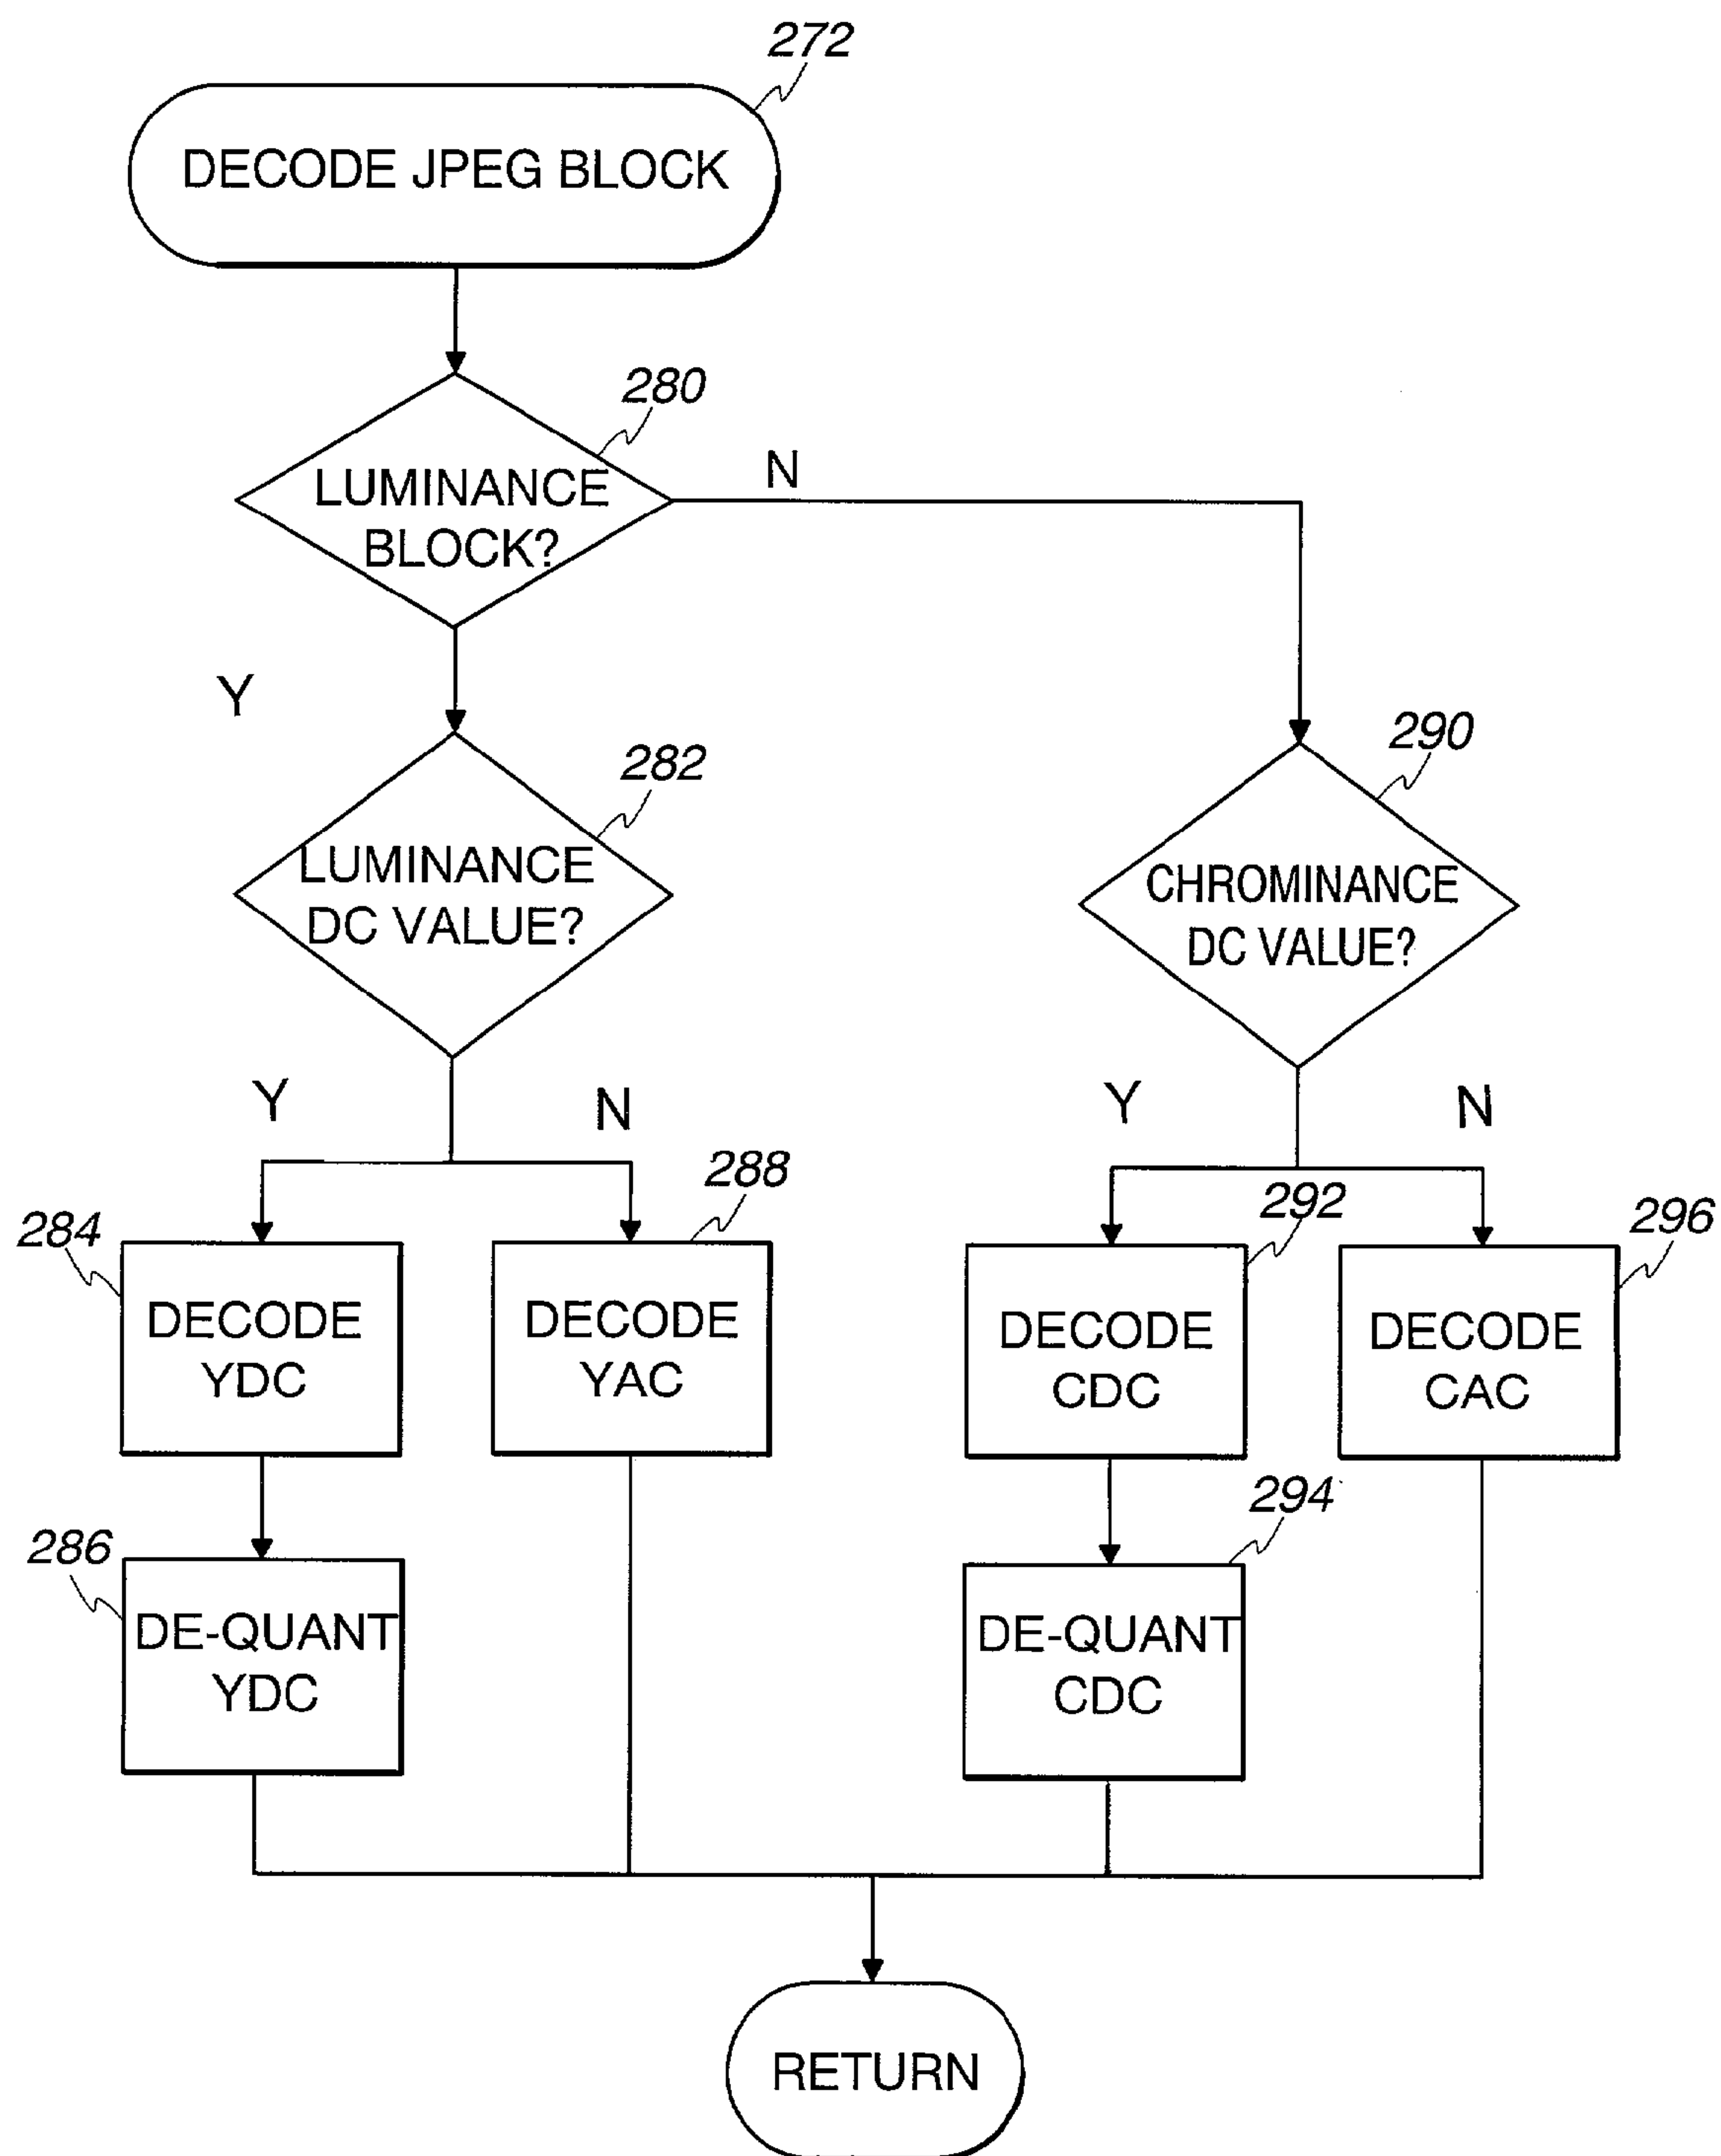 272
DECODE JPEG BLOCK
280
LUMINANCE
BLOCK?
N
Y
282
LUMINANCE
DC VALUE?
290
CHROMINANCE
DC VALUE?
Y
N
Y
N
284
288
292
296
DECODE
YDC
DECODE
YAC
DECODE
CDC
DECODE
CAC
286
294
DE-QUANT
YDC
DE-QUANT
CDC
RETURN